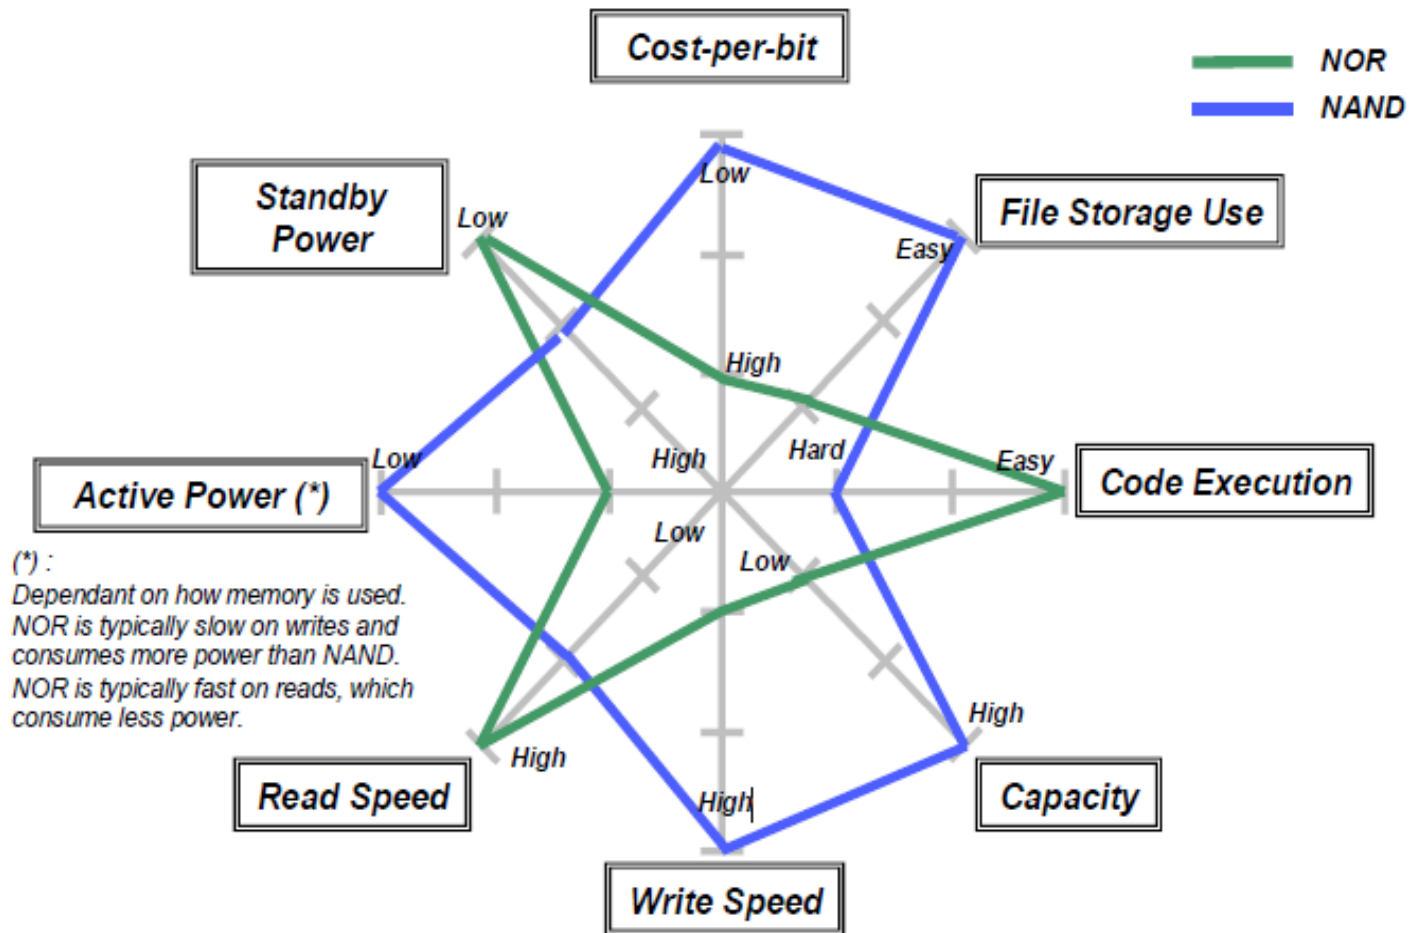 Cost-per-bit
NOR
NAND
Standby
Power
Low
Low
File Storage Use
Easy
High
High
Hard
Easy
Code Execution
Low
Active Power (*)
Low
Low
(*) :
Dependant on how memory is used.
NOR is typically slow on writes and
consumes more power than NAND.
NOR is typically fast on reads, which
consume less power.
High
High
High
Read Speed
Capacity
Write Speed